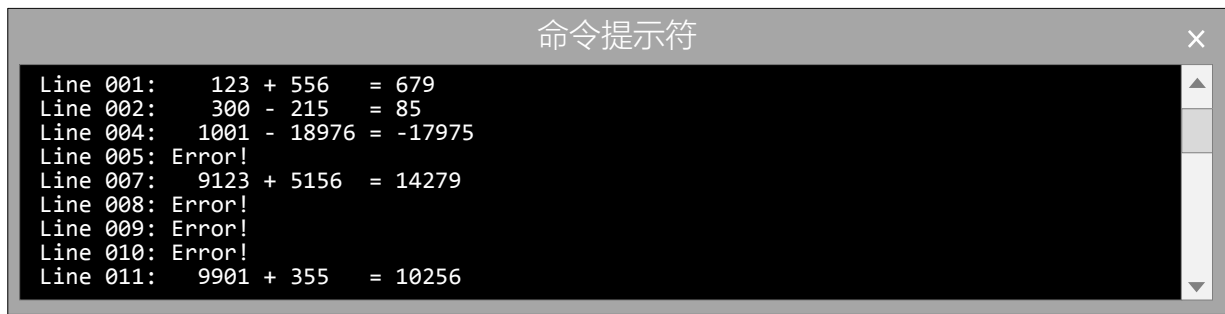 命令提示符
Line 001:    123 + 556   = 679
Line 002:    300 - 215   = 85
Line 004:   1001 - 18976 = -17975
Line 005: Error!
Line 007:   9123 + 5156  = 14279
Line 008: Error!
Line 009: Error!
Line 010: Error!
Line 011:   9901 + 355   = 10256